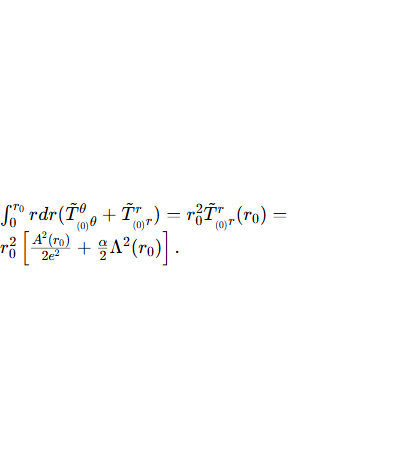 $\int_0^{r_0} r dr (\tilde{T}^{\theta}_{_{(0)}\theta} + \tilde{T}^{r}_{_{(0)}r}) = r_0^2 \tilde{T}^{r}_{_{(0)}r}(r_0) =$
$r_0^2 \left[ \frac{A^2(r_0)}{2e^2} + \frac{\alpha}{2} \Lambda^2(r_0) \right].$